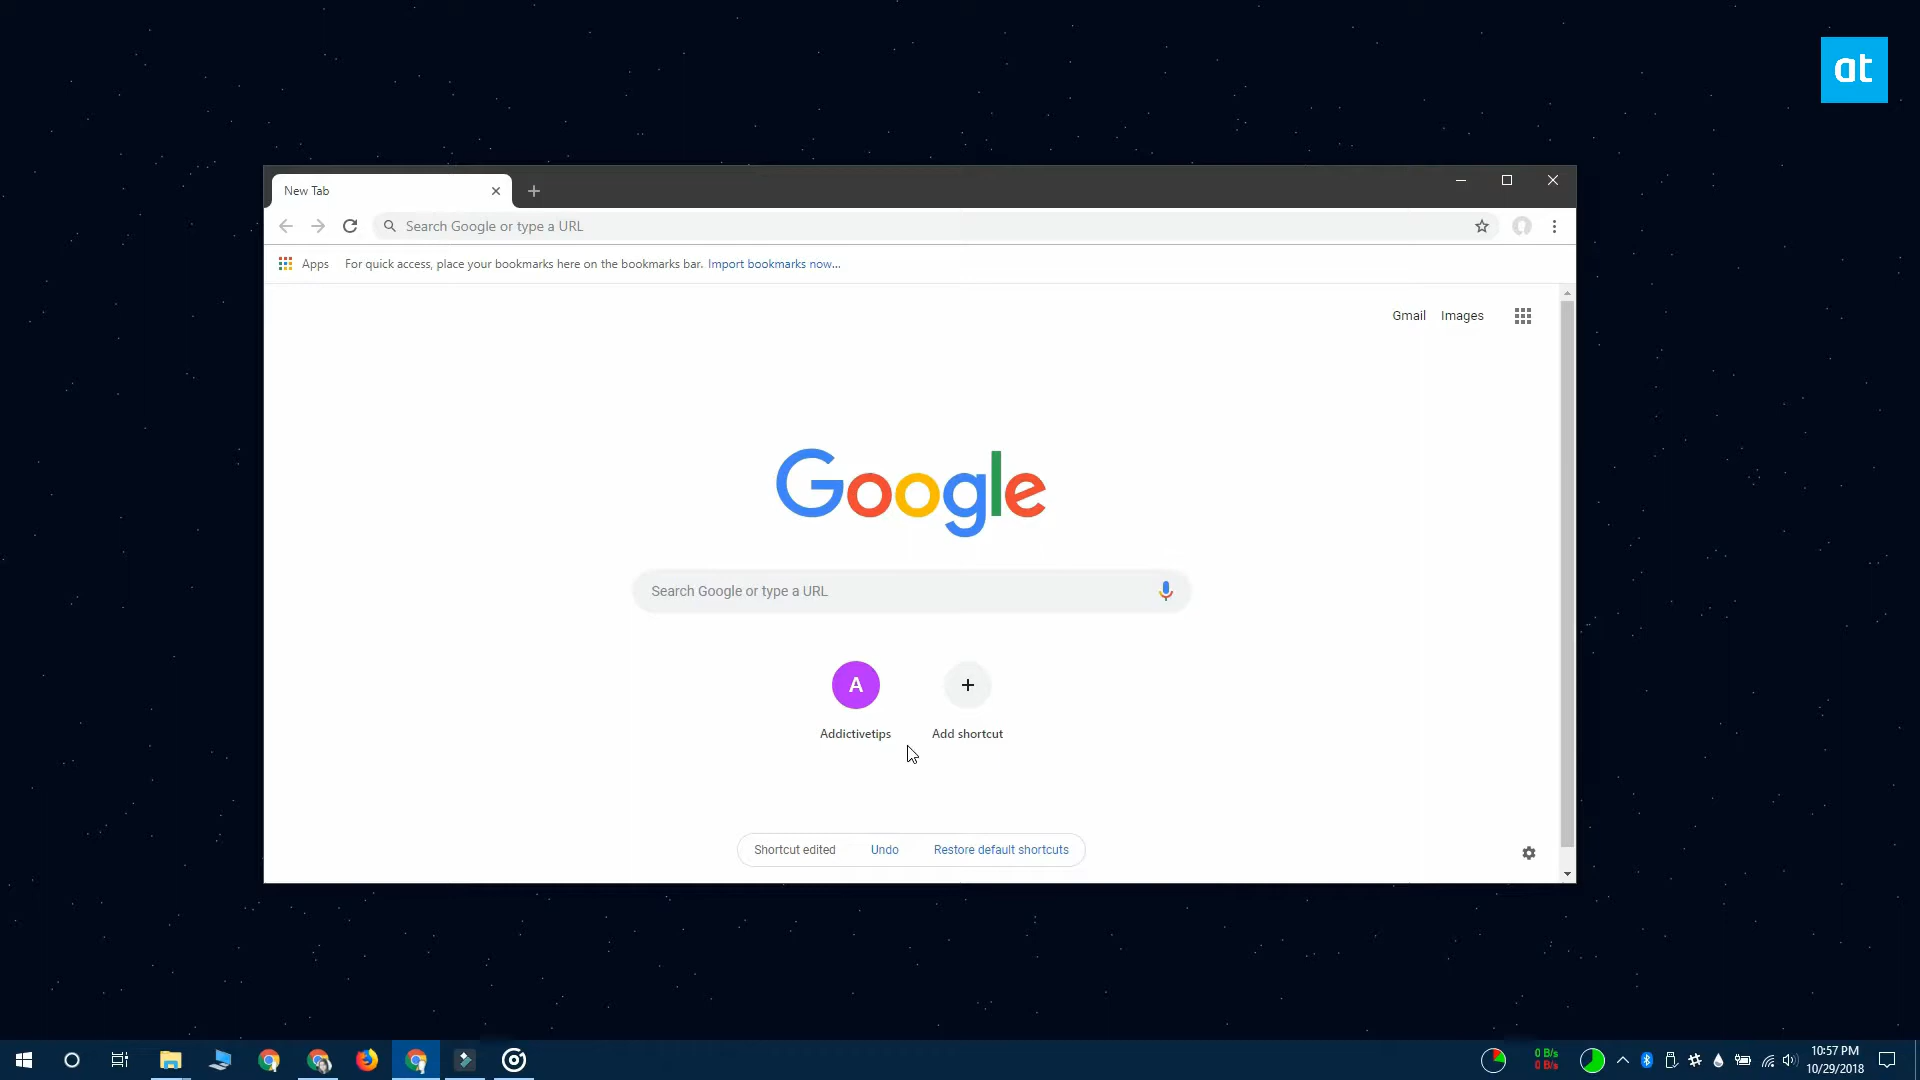 at
New Tab
Search Google or type a URL
Apps For quick access, place your bookmarks here on the bookmarks bar. Import bookmarks now...
Gmail Images
Google
Search Google or type a URL
A
Addictivetips Add shortcut
Shortcut edited Undo Restore default shortcuts
0 B/s
0 B/s
10:57 PM
10/29/2018